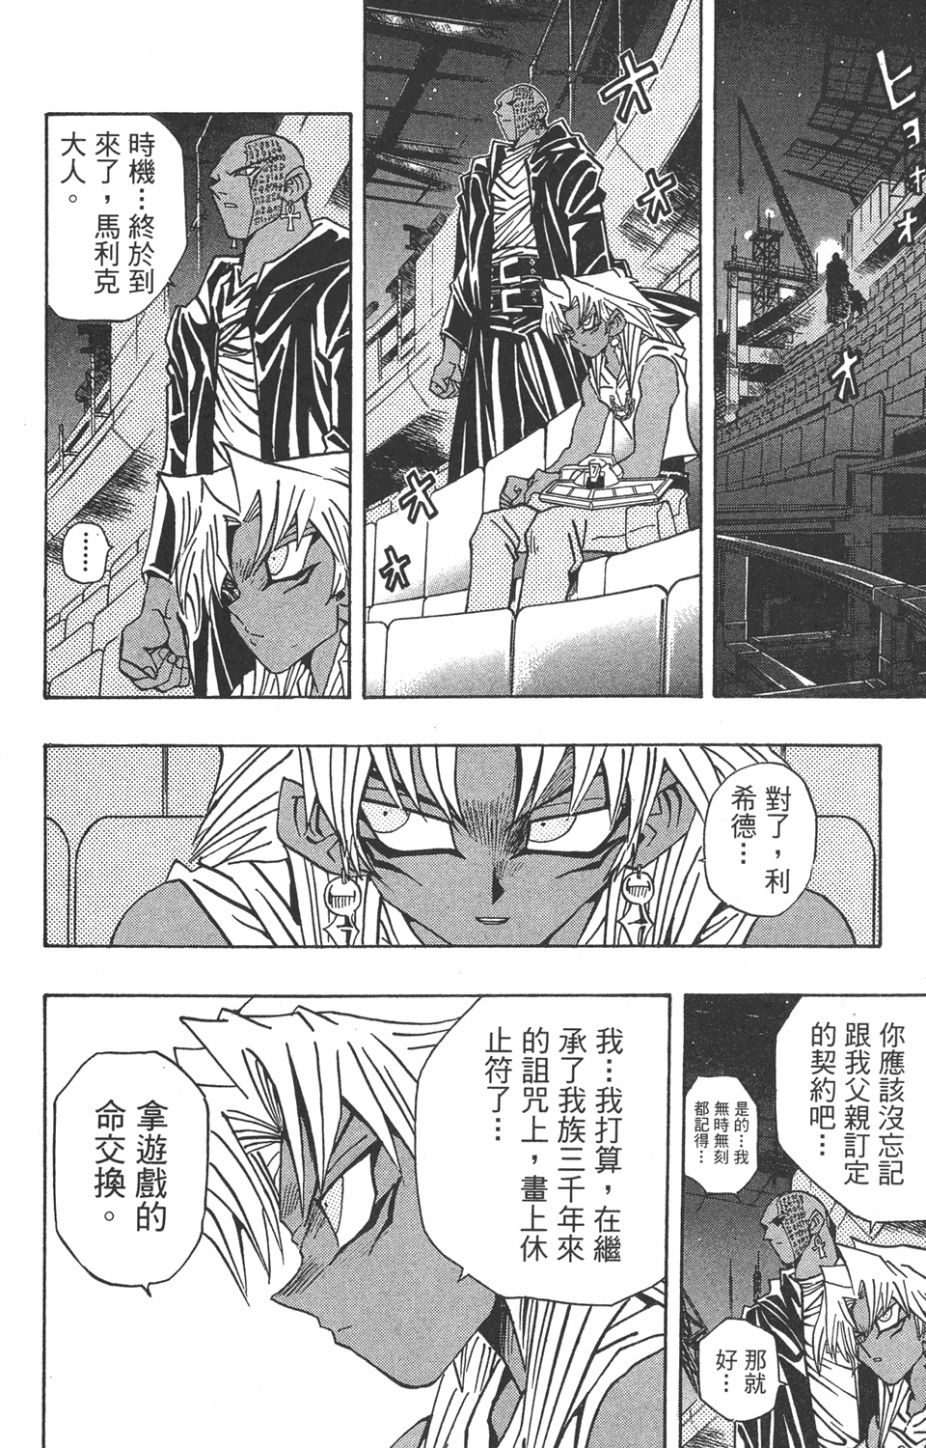 ヒョオォ
オ
オ
オ
オ
オ
時機…終於到
來了，馬利克
大人。
……
對了，利
希德…
你應該沒忘記
跟我父親訂定
的契約吧…
是的…我
無時無刻
都記得…
那就
好…
我…我打算，在繼
承了我族三千年來
的詛咒上，畫上休
止符了…
拿遊戲的
命交換。